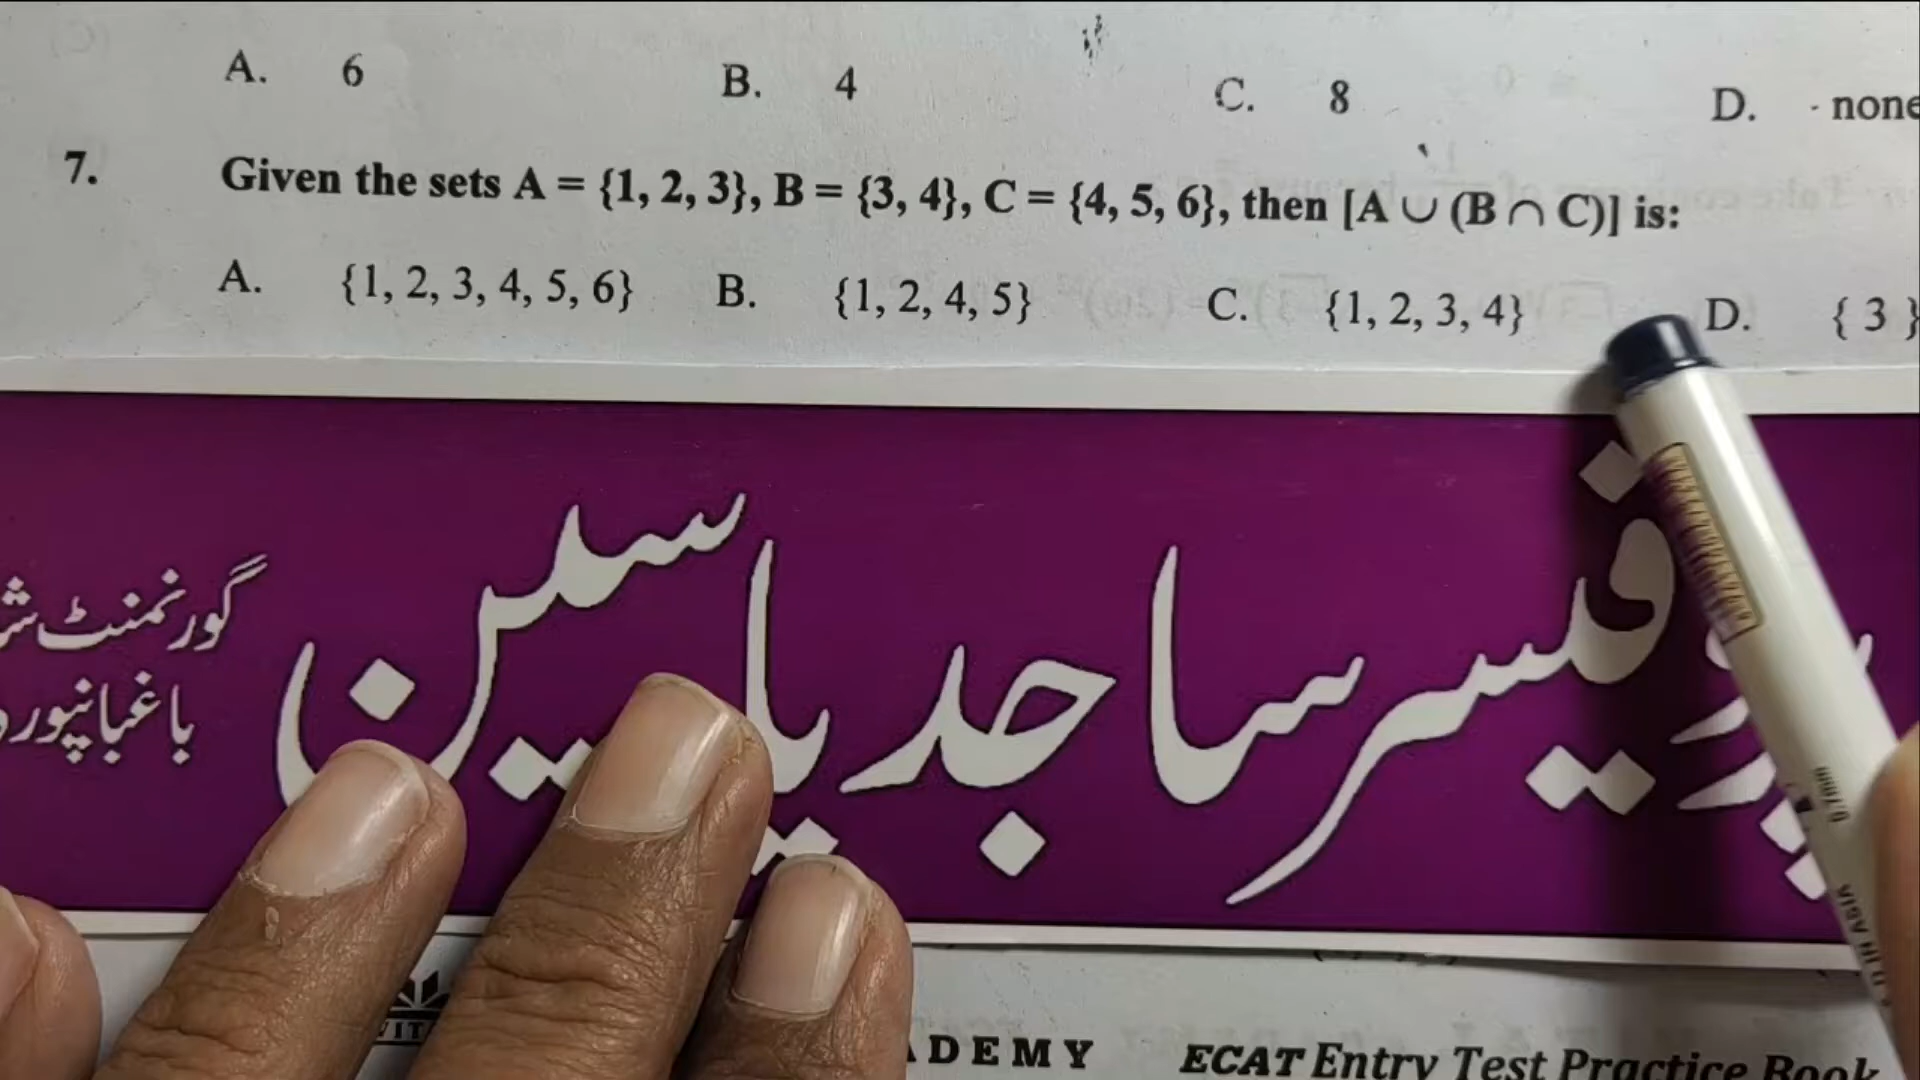 A. 6 B. 4 C. 8 D. none
7. Given the sets A = {1, 2, 3}, B = {3, 4}, C = {4, 5, 6}, then [A ∪ (B ∩ C)] is:
A. {1, 2, 3, 4, 5, 6} B. {1, 2, 4, 5} C. {1, 2, 3, 4} D. { 3 }
پروفیسر ساجد یاسین
گورنمنٹ
باغبانپورہ
ECAT Entry Test Practice Book